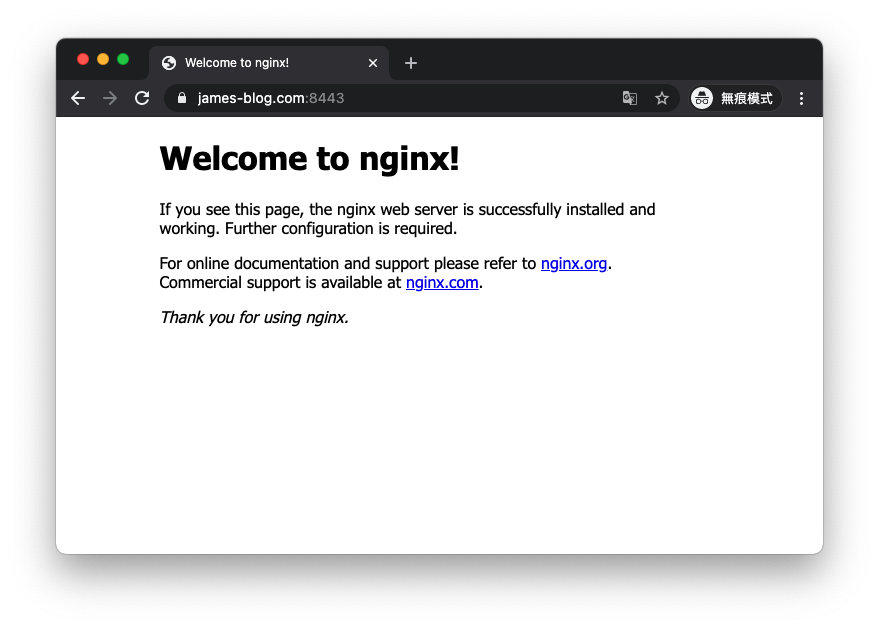 Welcome to nginx!
james-blog.com:8443
無痕模式
Welcome to nginx!
If you see this page, the nginx web server is successfully installed and
working. Further configuration is required.
For online documentation and support please refer to nginx.org.
Commercial support is available at nginx.com.
Thank you for using nginx.